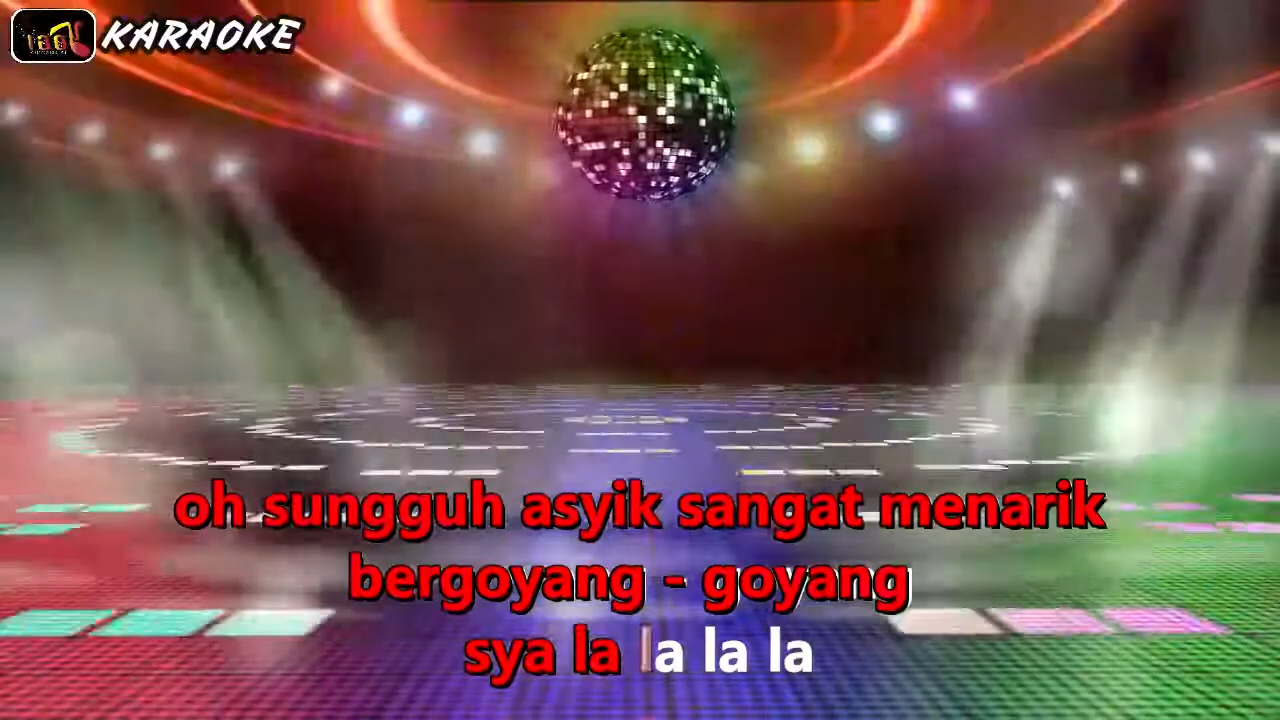 KARAOKE
oh sungguh asyik sangat menarik
bergoyang - goyang
sya la la la la